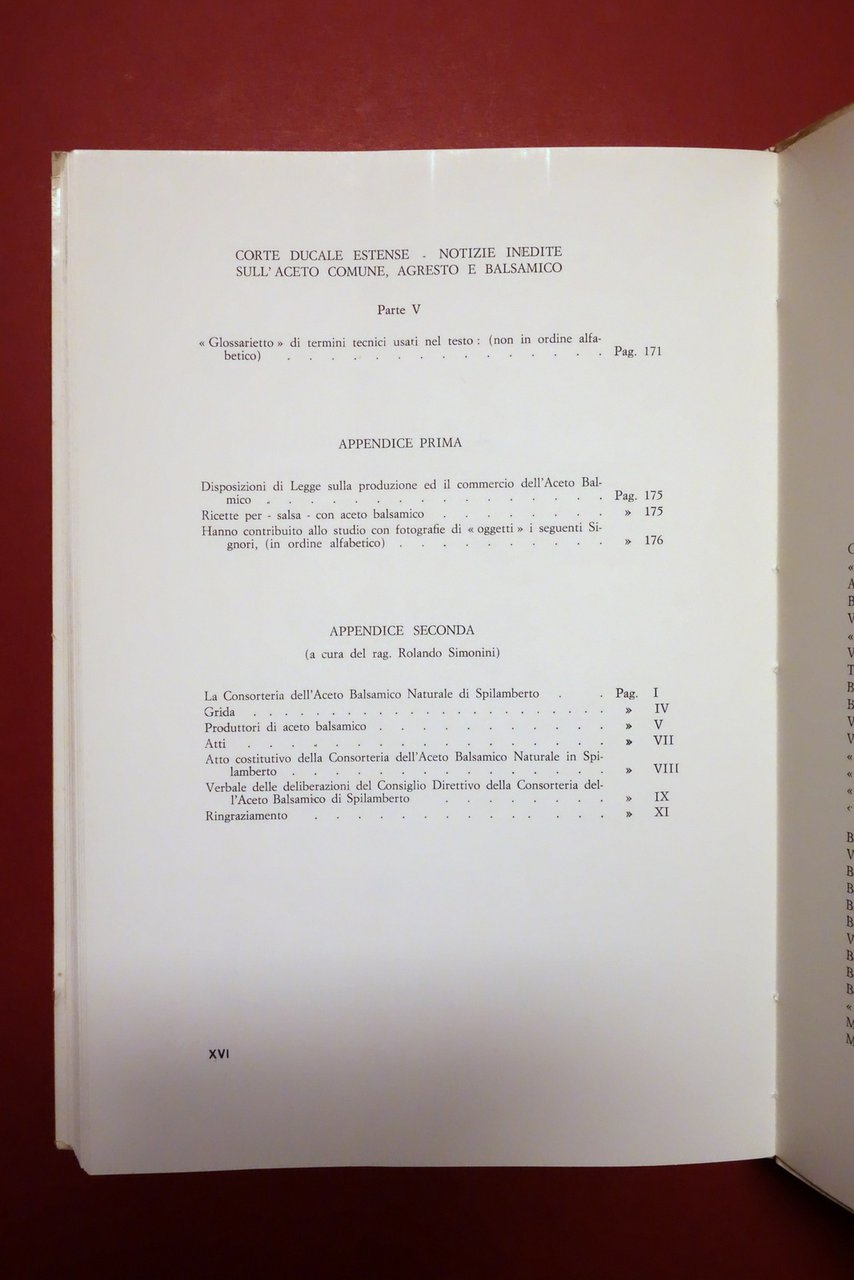 CORTE DUCALE ESTENSE - NOTIZIE INEDITE
SULL'ACETO COMUNE, AGRESTO E BALSAMICO
Parte V
« Glossarietto » di termini tecnici usati nel testo : (non in ordine alfa-
betico) . . . . . . . . . . . . . . . Pag. 171
APPENDICE PRIMA
Disposizioni di Legge sulla produzione ed il commercio dell'Aceto Bal-
mico . . . . . . . . . . . . . . . . Pag. 175
Ricette per - salsa - con aceto balsamico . . . . . . . . » 175
Hanno contribuito allo studio con fotografie di « oggetti » i seguenti Si-
gnori, (in ordine alfabetico) . . . . . . . . . . » 176
APPENDICE SECONDA
(a cura del rag. Rolando Simonini)
La Consorteria dell'Aceto Balsamico Naturale di Spilamberto . . Pag. I
Grida . . . . . . . . . . . . . . . . . » IV
Produttori di aceto balsamico . . . . . . . . . . . » V
Atti . . . . . . . . . . . . . . . . . » VII
Atto costitutivo della Consorteria dell'Aceto Balsamico Naturale in Spi-
lamberto . . . . . . . . . . . . . . . » VIII
Verbale delle deliberazioni del Consiglio Direttivo della Consorteria del-
l'Aceto Balsamico di Spilamberto . . . . . . . . » IX
Ringraziamento . . . . . . . . . . . . . . » XI
XVI